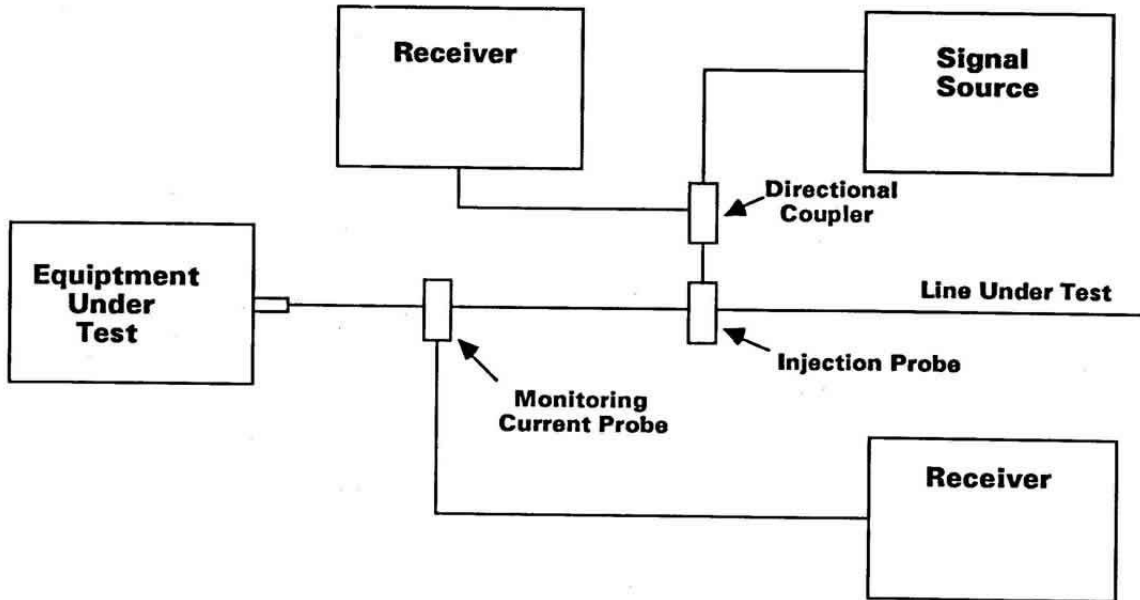 Receiver
Signal
Source
Directional
Coupler
Equiptment
Under
Test
Line Under Test
Injection Probe
Monitoring
Current Probe
Receiver